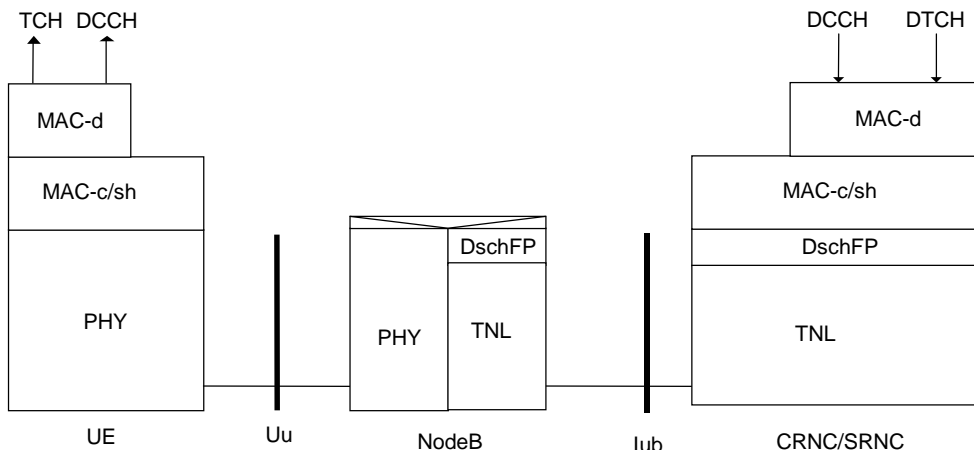 TCH DCCH
DCCH DTCH
MAC-d
MAC-d
MAC-c/sh
MAC-c/sh
DschFP
DschFP
PHY
PHY
TNL
TNL
UE
Uu
NodeB
Iub
CRNC/SRNC